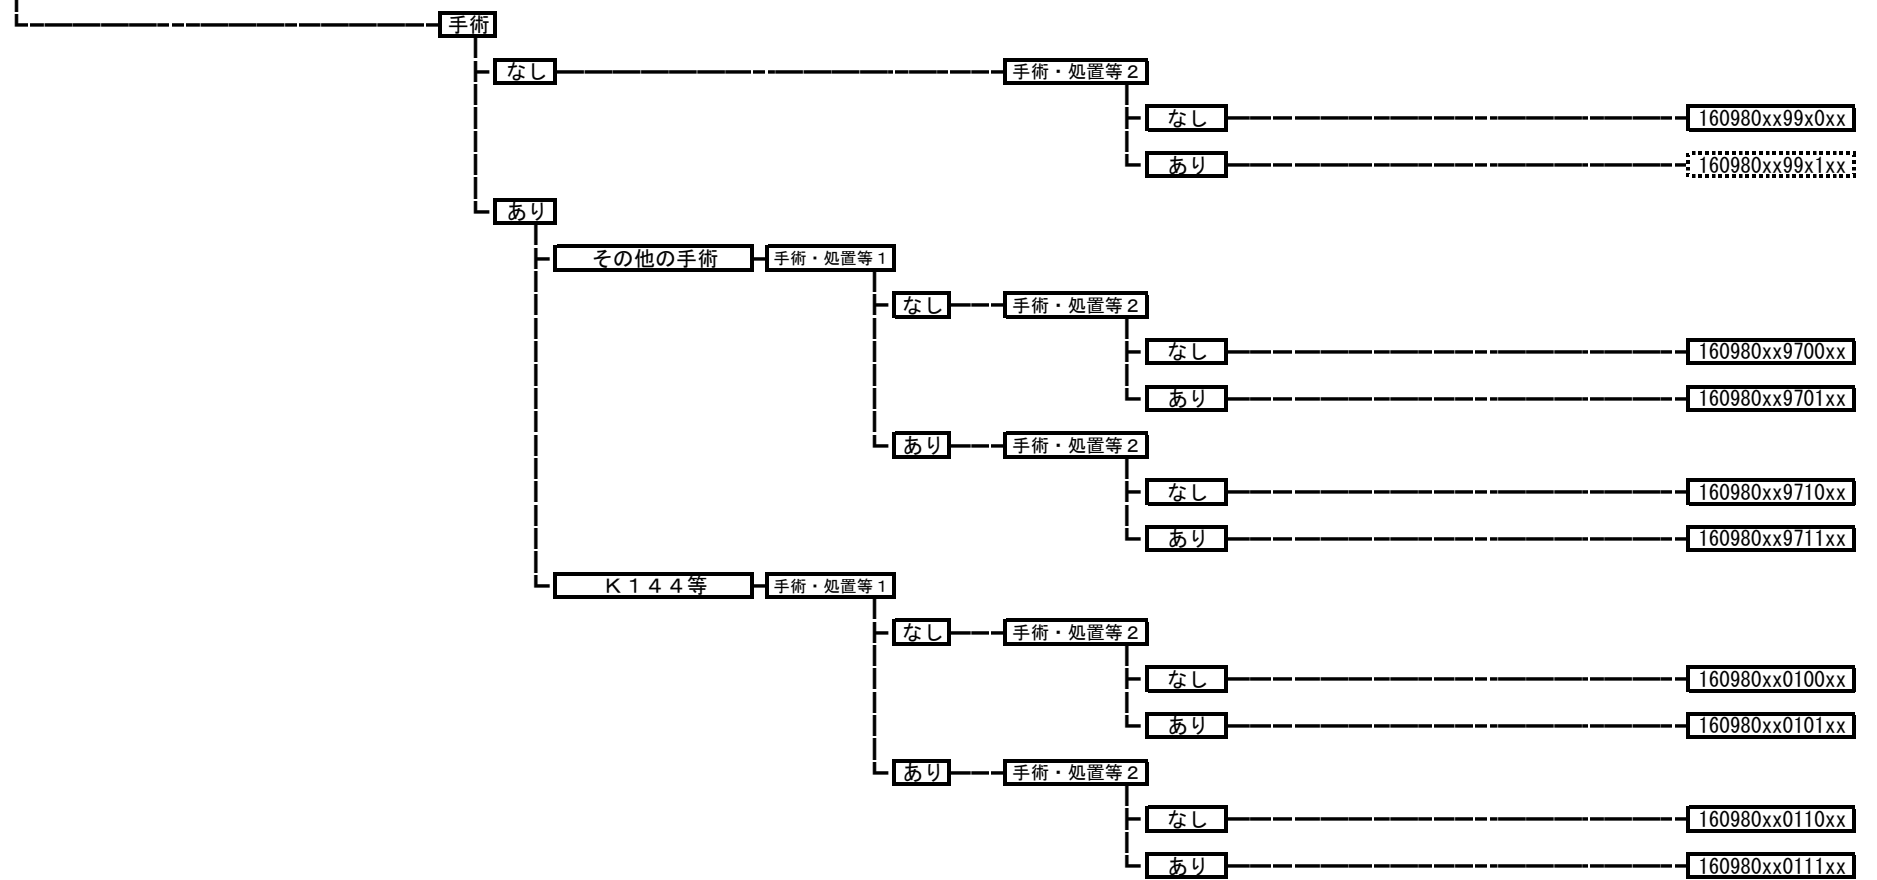 手術
なし 手術・処置等２
なし 160980xx99x0xx
あり 160980xx99x1xx
あり
その他の手術 手術・処置等１
なし 手術・処置等２
なし 160980xx9700xx
あり 160980xx9701xx
あり 手術・処置等２
なし 160980xx9710xx
あり 160980xx9711xx
Ｋ１４４等 手術・処置等１
なし 手術・処置等２
なし 160980xx0100xx
あり 160980xx0101xx
あり 手術・処置等２
なし 160980xx0110xx
あり 160980xx0111xx